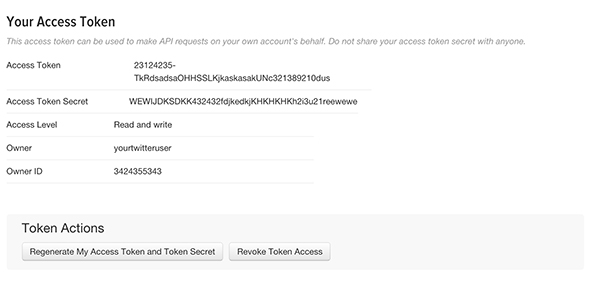 Your Access Token
This access token can be used to make API requests on your own account's behalf. Do not share your access token secret with anyone.
Access Token 23124235-
TkRdsadsaOHHSSLKjkaskasakUNc321389210dus
Access Token Secret WEWIJDKSDKK432432fdjkedkjKHKHKHKh2i3u21reewewe
Access Level Read and write
Owner yourtwitteruser
Owner ID 3424355343
Token Actions
Regenerate My Access Token and Token Secret Revoke Token Access